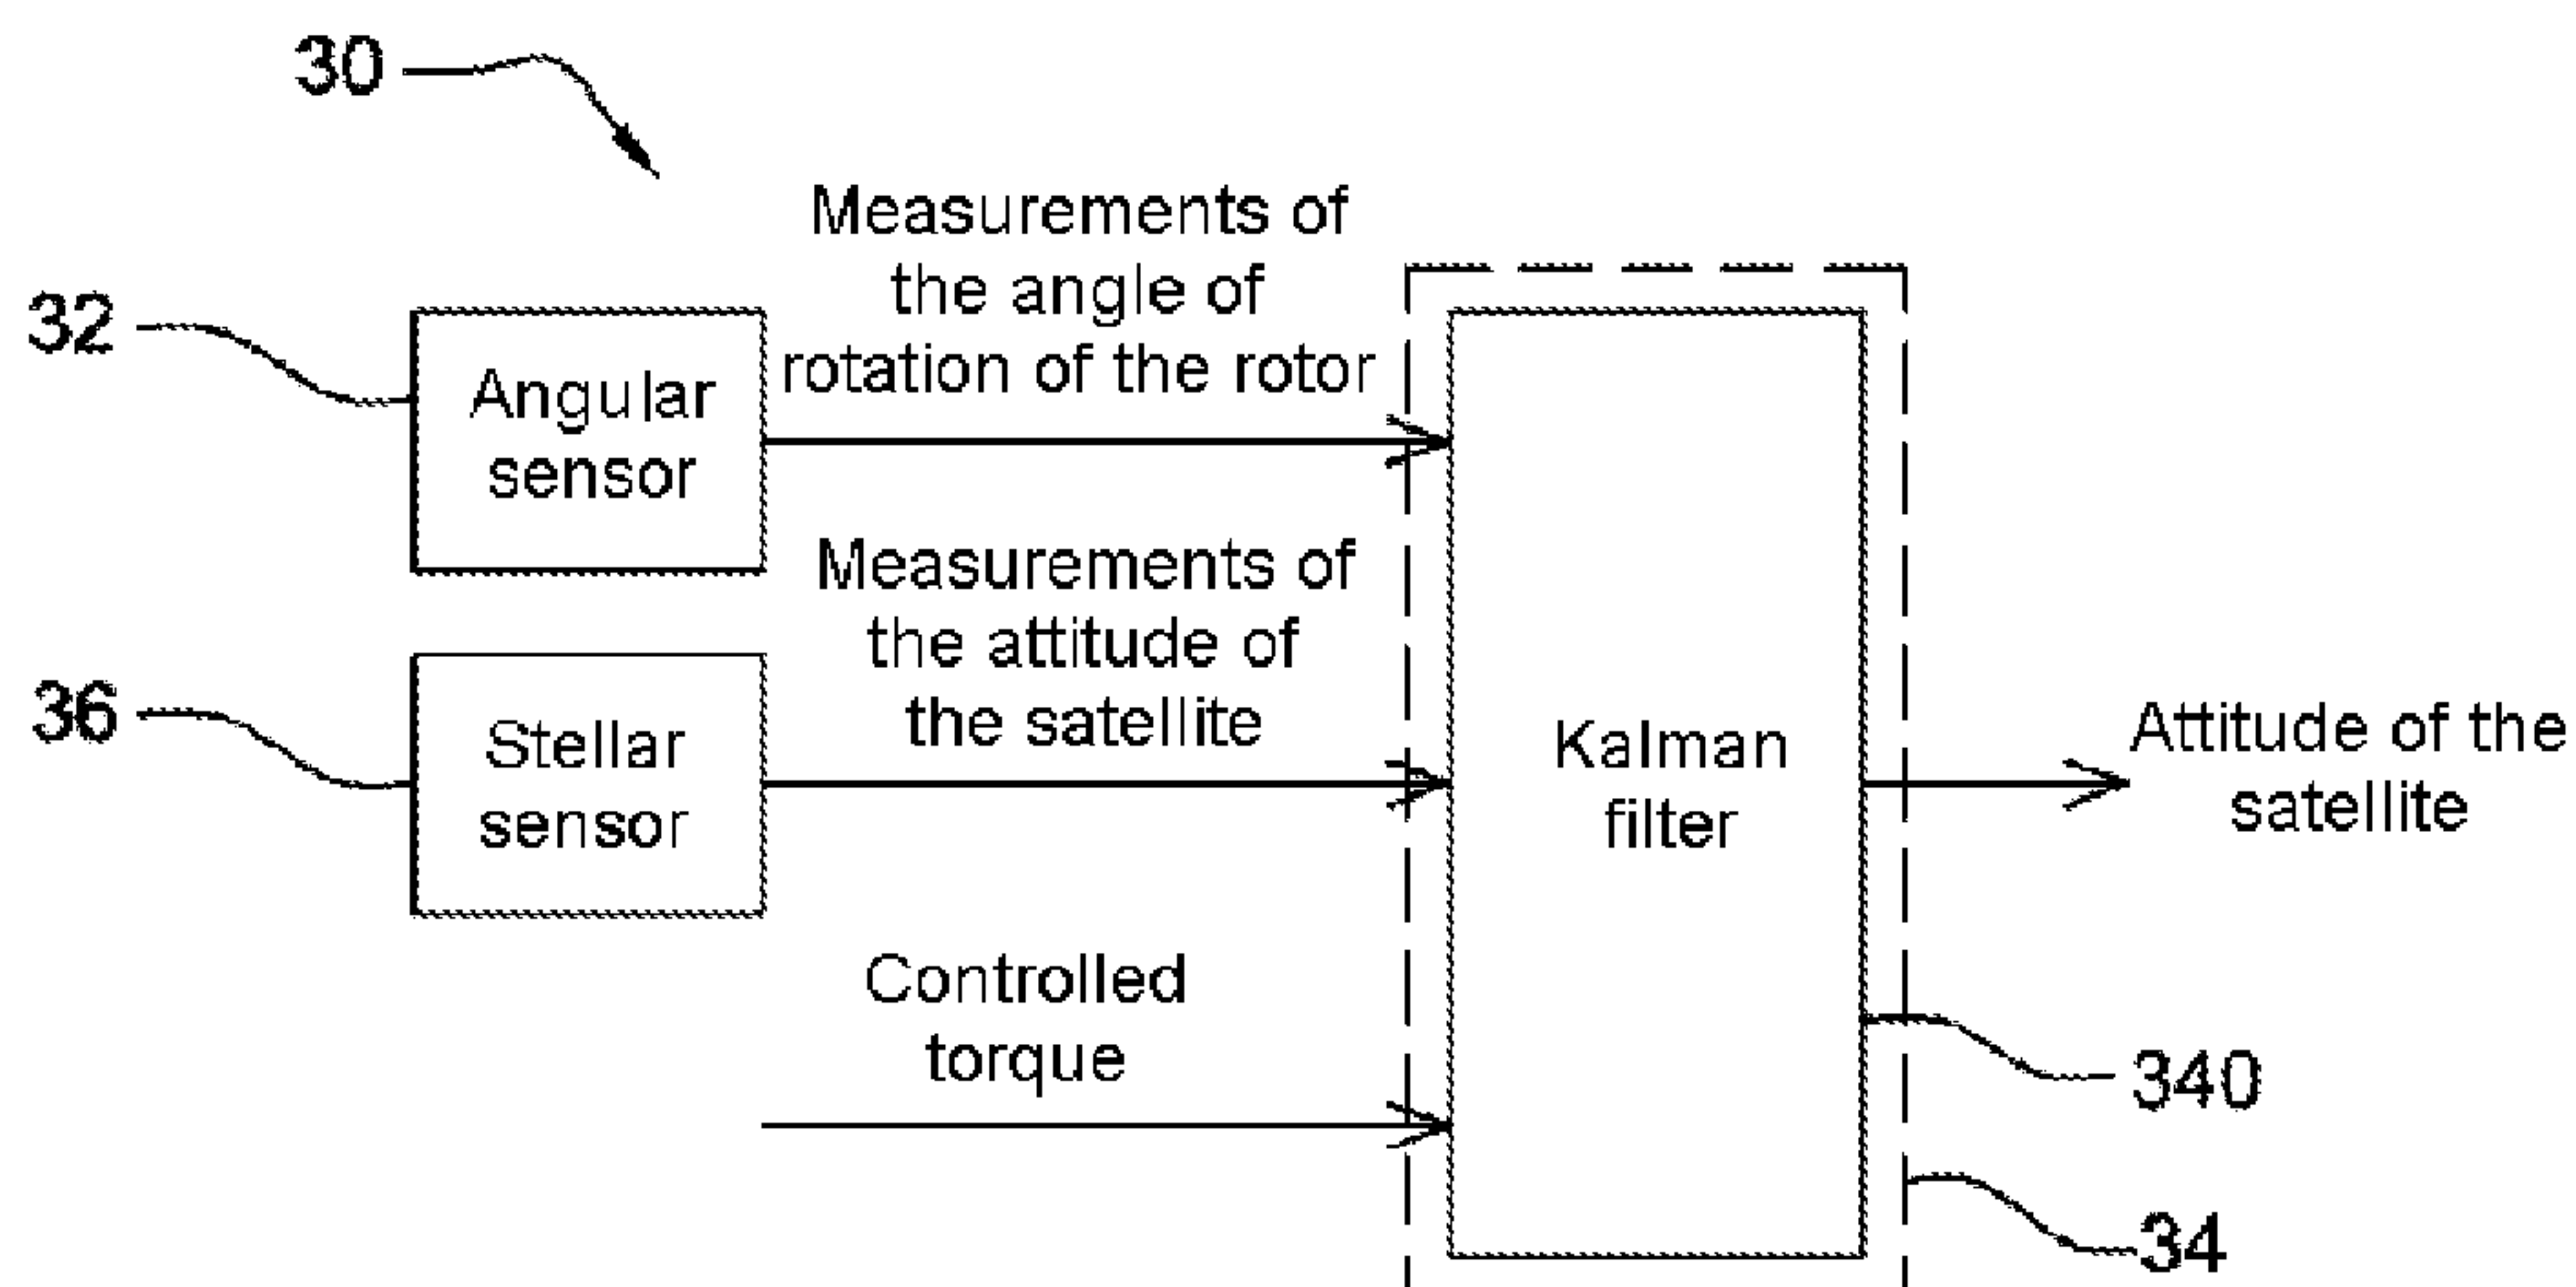 30
Measurements of
the angle of
rotation of the rotor
32
Angular
sensor
Measurements of
the attitude of
the satellite
36
Stellar
sensor
Kalman
filter
Attitude of the
satellite
Controlled
torque
340
34